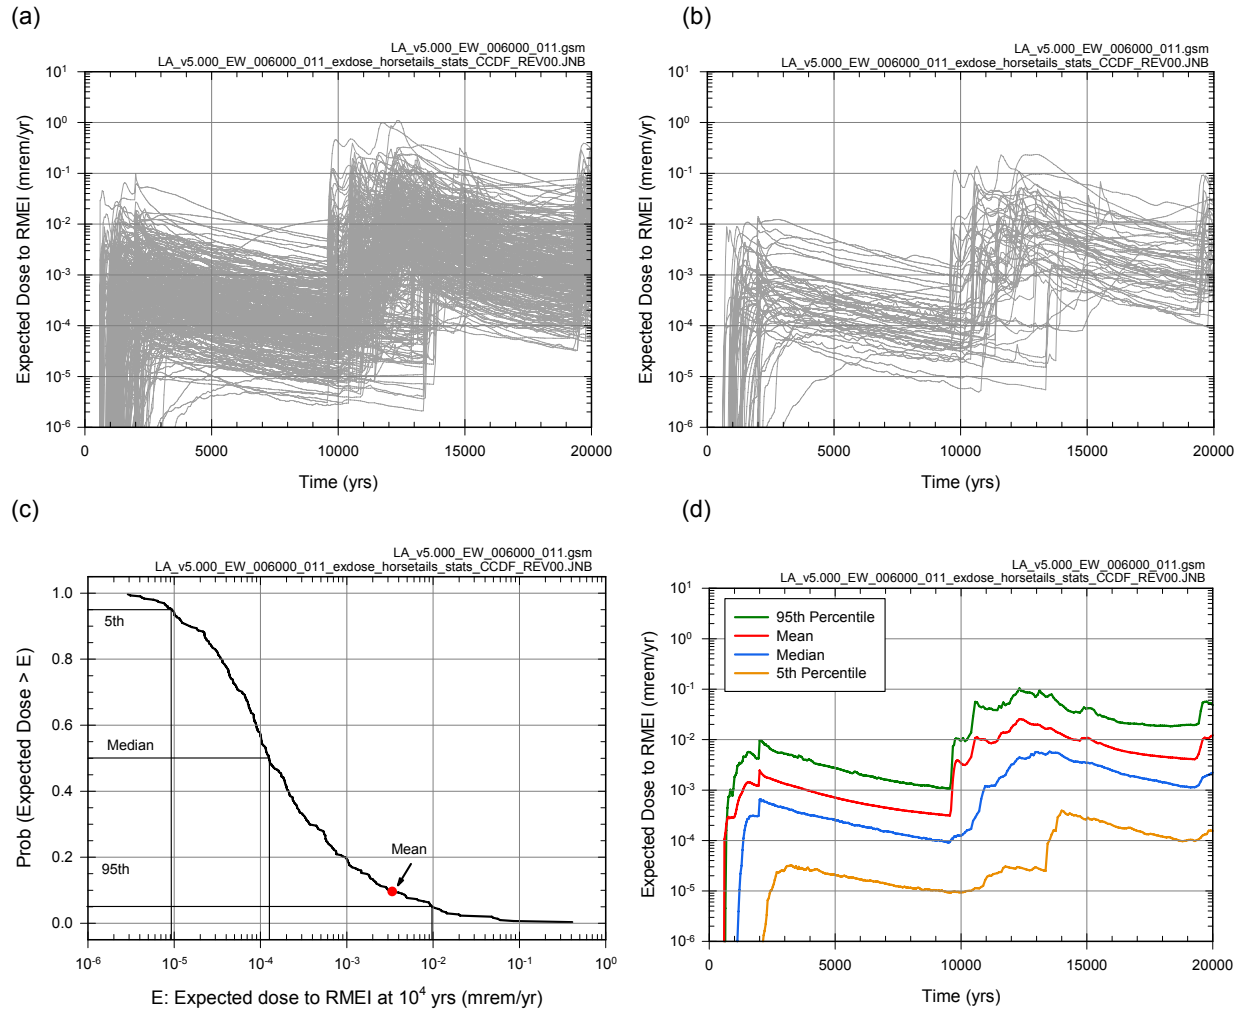 (a)
LA_v5.000_EW_006000_011.gsm
LA_v5.000_EW_006000_011_exdose_horsetails_stats_CCDF_REV00.JNB
Expected Dose to RMEI (mrem/yr)
10¹
10⁰
10⁻¹
10⁻²
10⁻³
10⁻⁴
10⁻⁵
10⁻⁶
0 5000 10000 15000 20000
Time (yrs)
(b)
LA_v5.000_EW_006000_011.gsm
LA_v5.000_EW_006000_011_exdose_horsetails_stats_CCDF_REV00.JNB
Expected Dose to RMEI (mrem/yr)
10¹
10⁰
10⁻¹
10⁻²
10⁻³
10⁻⁴
10⁻⁵
10⁻⁶
0 5000 10000 15000 20000
Time (yrs)
(c)
LA_v5.000_EW_006000_011.gsm
LA_v5.000_EW_006000_011_exdose_horsetails_stats_CCDF_REV00.JNB
Prob (Expected Dose > E)
1.0
0.8
0.6
0.4
0.2
0.0
5th
Median
95th
Mean
10⁻⁶ 10⁻⁵ 10⁻⁴ 10⁻³ 10⁻² 10⁻¹ 10⁰
E: Expected dose to RMEI at 10⁴ yrs (mrem/yr)
(d)
LA_v5.000_EW_006000_011.gsm
LA_v5.000_EW_006000_011_exdose_horsetails_stats_CCDF_REV00.JNB
Expected Dose to RMEI (mrem/yr)
10¹
10⁰
10⁻¹
10⁻²
10⁻³
10⁻⁴
10⁻⁵
10⁻⁶
95th Percentile
Mean
Median
5th Percentile
0 5000 10000 15000 20000
Time (yrs)